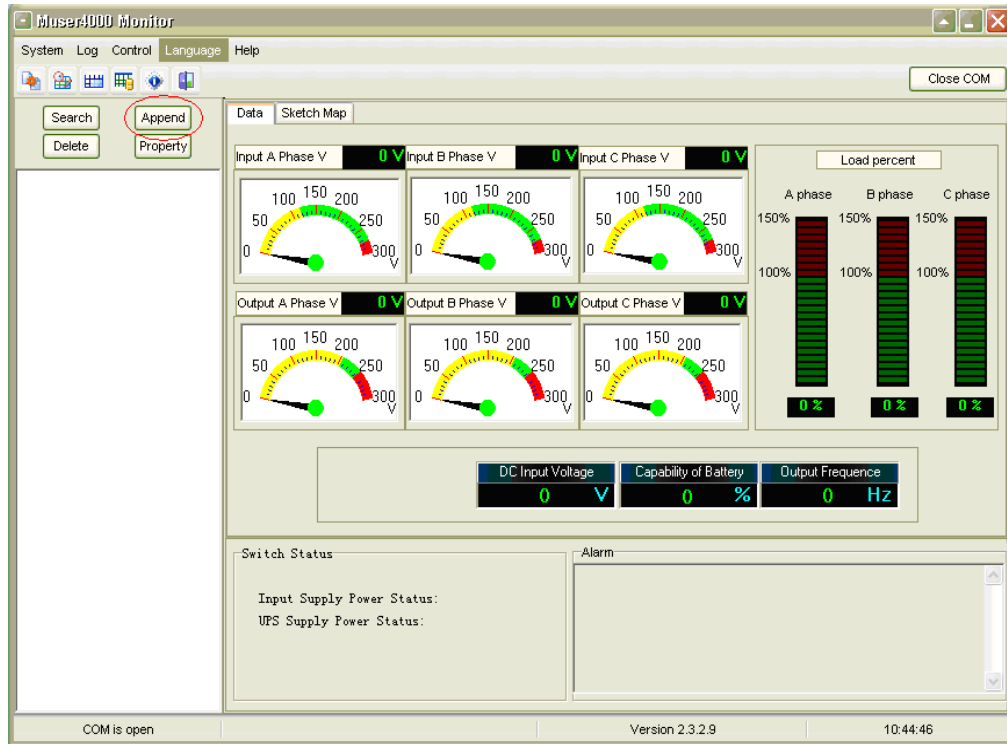 Muser4000 Monitor
System Log Control Language Help
Close COM
Search Append
Delete Property
Data Sketch Map
Input A Phase V 0 V Input B Phase V 0 V Input C Phase V 0 V
0 50 100 150 200 250 300 V
0 50 100 150 200 250 300 V
0 50 100 150 200 250 300 V
Output A Phase V 0 V Output B Phase V 0 V Output C Phase V 0 V
0 50 100 150 200 250 300 V
0 50 100 150 200 250 300 V
0 50 100 150 200 250 300 V
Load percent
A phase B phase C phase
150% 150% 150%
100% 100% 100%
0 % 0 % 0 %
DC Input Voltage Capability of Battery Output Frequence
0 V 0 % 0 Hz
Switch Status
Input Supply Power Status:
UPS Supply Power Status:
Alarm
COM is open Version 2.3.2.9 10:44:46